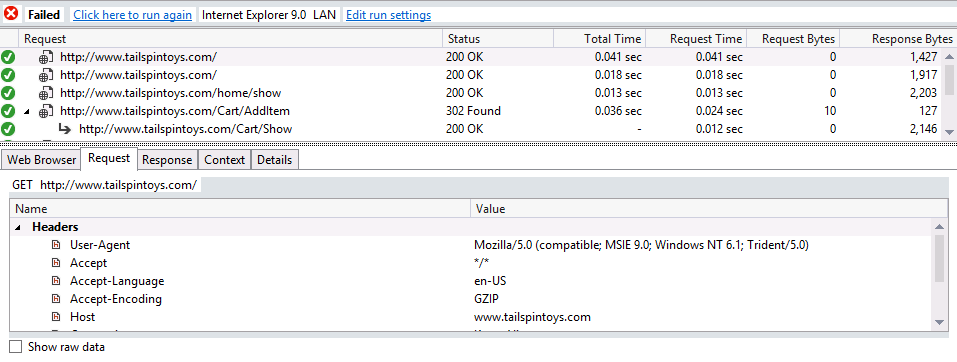 Failed Click here to run again Internet Explorer 9.0 LAN Edit run settings
Request Status Total Time Request Time Request Bytes Response Bytes
http://www.tailspintoys.com/ 200 OK 0.041 sec 0.041 sec 0 1,427
http://www.tailspintoys.com/ 200 OK 0.018 sec 0.018 sec 0 1,917
http://www.tailspintoys.com/home/show 200 OK 0.013 sec 0.013 sec 0 2,203
http://www.tailspintoys.com/Cart/AddItem 302 Found 0.036 sec 0.024 sec 10 127
http://www.tailspintoys.com/Cart/Show 200 OK - 0.012 sec 0 2,146
Web Browser Request Response Context Details
GET http://www.tailspintoys.com/
Name Value
Headers
User-Agent Mozilla/5.0 (compatible; MSIE 9.0; Windows NT 6.1; Trident/5.0)
Accept */*
Accept-Language en-US
Accept-Encoding GZIP
Host www.tailspintoys.com
Show raw data